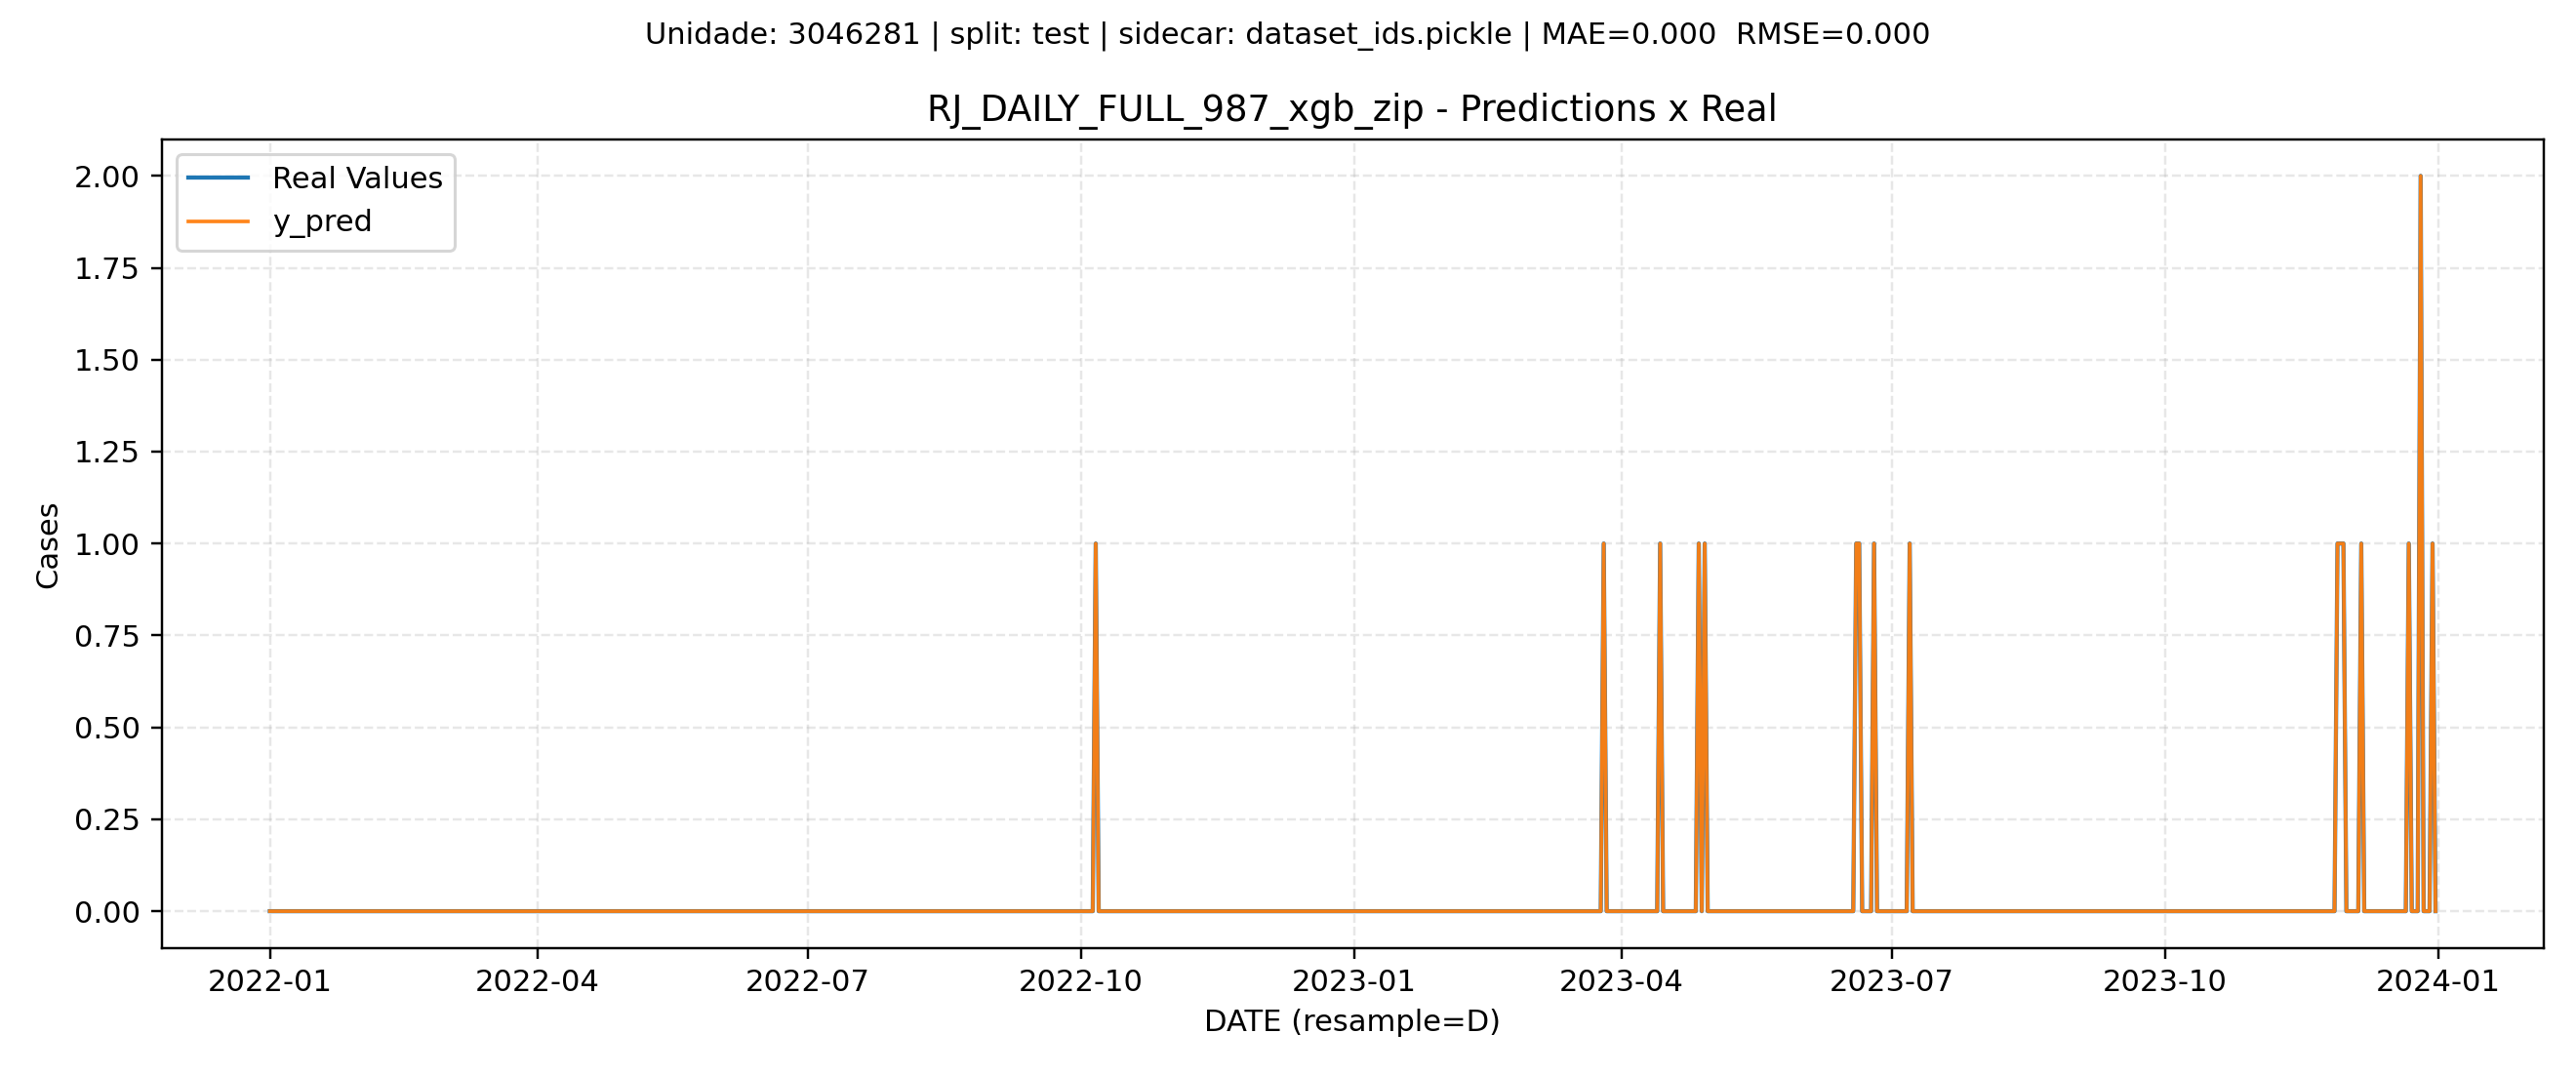 Unidade: 3046281 | split: test | sidecar: dataset_ids.pickle | MAE=0.000  RMSE=0.000
RJ_DAILY_FULL_987_xgb_zip - Predictions x Real
Real Values
y_pred
2.00
1.75
1.50
1.25
1.00
0.75
0.50
0.25
0.00
Cases
2022-01 2022-04 2022-07 2022-10 2023-01 2023-04 2023-07 2023-10 2024-01
DATE (resample=D)